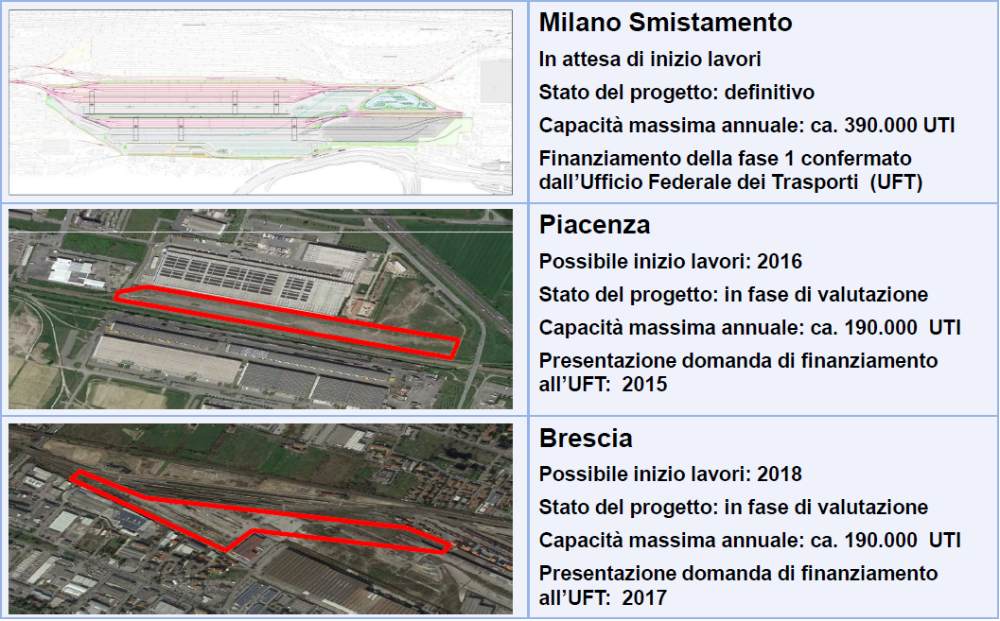 Milano Smistamento
In attesa di inizio lavori
Stato del progetto: definitivo
Capacità massima annuale: ca. 390.000 UTI
Finanziamento della fase 1 confermato
dall’Ufficio Federale dei Trasporti (UFT)
Piacenza
Possibile inizio lavori: 2016
Stato del progetto: in fase di valutazione
Capacità massima annuale: ca. 190.000 UTI
Presentazione domanda di finanziamento
all’UFT: 2015
Brescia
Possibile inizio lavori: 2018
Stato del progetto: in fase di valutazione
Capacità massima annuale: ca. 190.000 UTI
Presentazione domanda di finanziamento
all’UFT: 2017